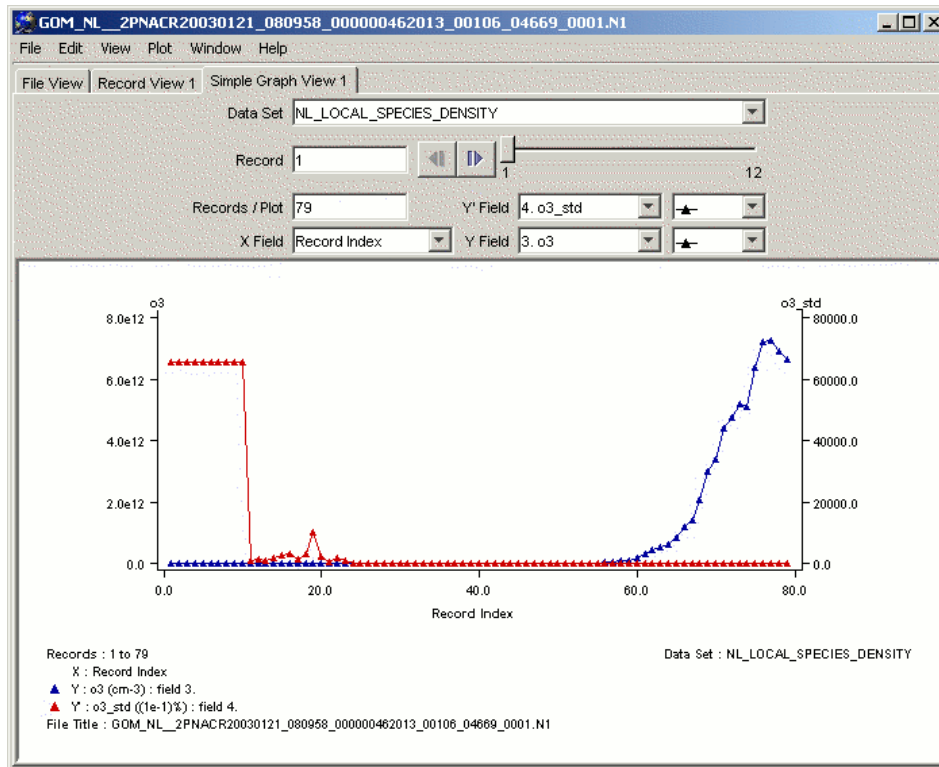 GOM_NL__2PNACR20030121_080958_000000462013_00106_04669_0001.N1
File Edit View Plot Window Help
File View Record View 1 Simple Graph View 1
Data Set NL_LOCAL_SPECIES_DENSITY
Record 1
1 12
Records / Plot 79 Y' Field 4. o3_std
X Field Record Index Y Field 3. o3
o3 o3_std
8.0e12 80000.0
6.0e12 60000.0
4.0e12 40000.0
2.0e12 20000.0
0.0 0.0
0.0 20.0 40.0 60.0 80.0
Record Index
Records : 1 to 79 Data Set : NL_LOCAL_SPECIES_DENSITY
X : Record Index
Y : o3 (cm-3) : field 3.
Y' : o3_std ((1e-1)%) : field 4.
File Title : GOM_NL__2PNACR20030121_080958_000000462013_00106_04669_0001.N1